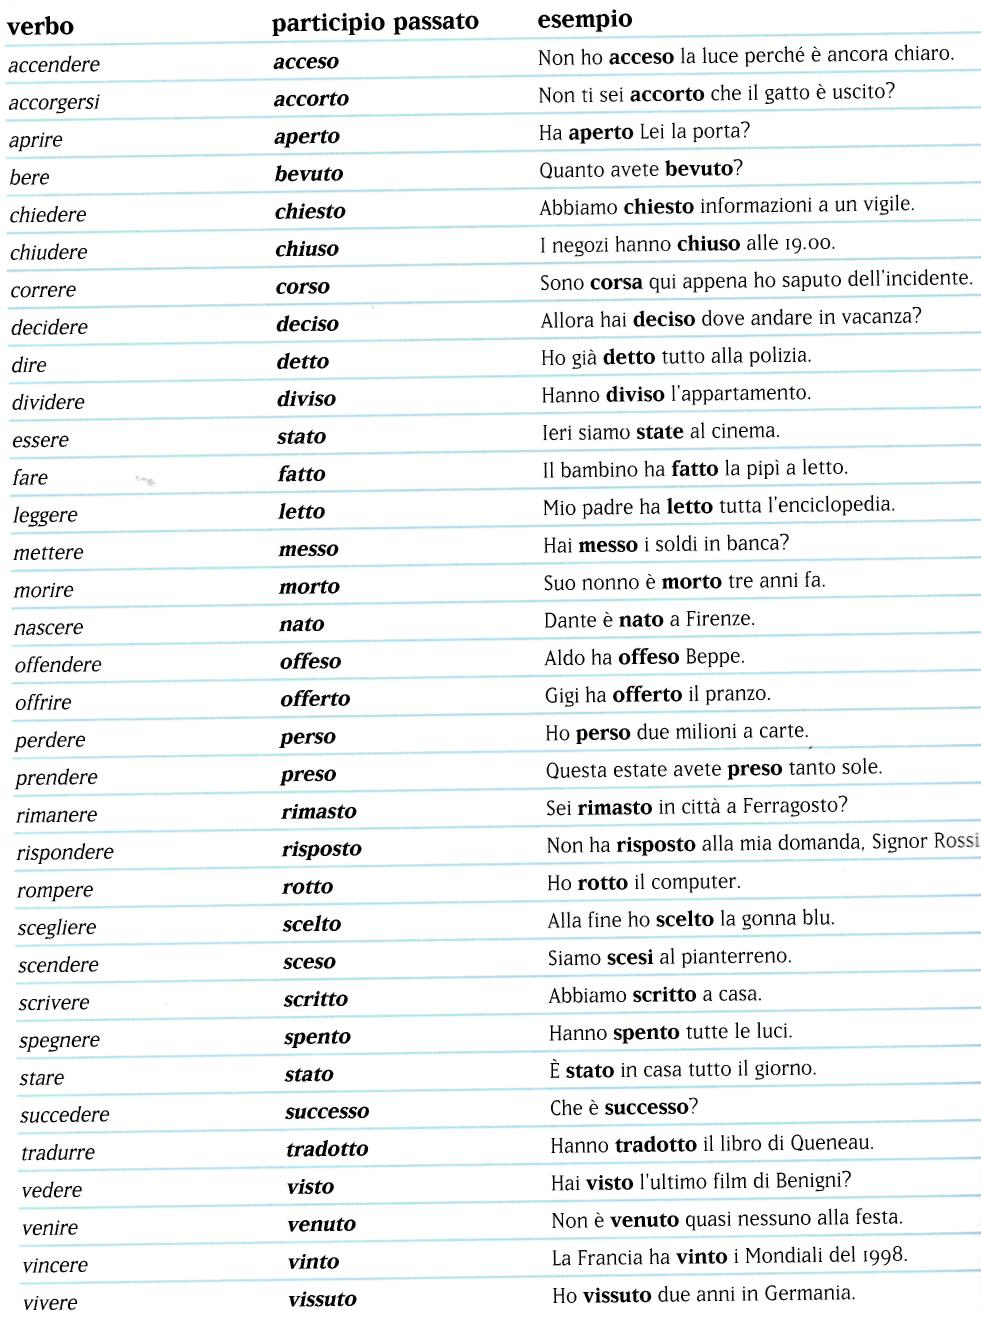 verbo participio passato esempio
accendere acceso Non ho acceso la luce perché è ancora chiaro.
accorgersi accorto Non ti sei accorto che il gatto è uscito?
aprire aperto Ha aperto Lei la porta?
bere bevuto Quanto avete bevuto?
chiedere chiesto Abbiamo chiesto informazioni a un vigile.
chiudere chiuso I negozi hanno chiuso alle 19.00.
correre corso Sono corsa qui appena ho saputo dell'incidente.
decidere deciso Allora hai deciso dove andare in vacanza?
dire detto Ho già detto tutto alla polizia.
dividere diviso Hanno diviso l'appartamento.
essere stato Ieri siamo state al cinema.
fare fatto Il bambino ha fatto la pipì a letto.
leggere letto Mio padre ha letto tutta l'enciclopedia.
mettere messo Hai messo i soldi in banca?
morire morto Suo nonno è morto tre anni fa.
nascere nato Dante è nato a Firenze.
offendere offeso Aldo ha offeso Beppe.
offrire offerto Gigi ha offerto il pranzo.
perdere perso Ho perso due milioni a carte.
prendere preso Questa estate avete preso tanto sole.
rimanere rimasto Sei rimasto in città a Ferragosto?
rispondere risposto Non ha risposto alla mia domanda, Signor Rossi
rompere rotto Ho rotto il computer.
scegliere scelto Alla fine ho scelto la gonna blu.
scendere sceso Siamo scesi al pianterreno.
scrivere scritto Abbiamo scritto a casa.
spegnere spento Hanno spento tutte le luci.
stare stato È stato in casa tutto il giorno.
succedere successo Che è successo?
tradurre tradotto Hanno tradotto il libro di Queneau.
vedere visto Hai visto l'ultimo film di Benigni?
venire venuto Non è venuto quasi nessuno alla festa.
vincere vinto La Francia ha vinto i Mondiali del 1998.
vivere vissuto Ho vissuto due anni in Germania.